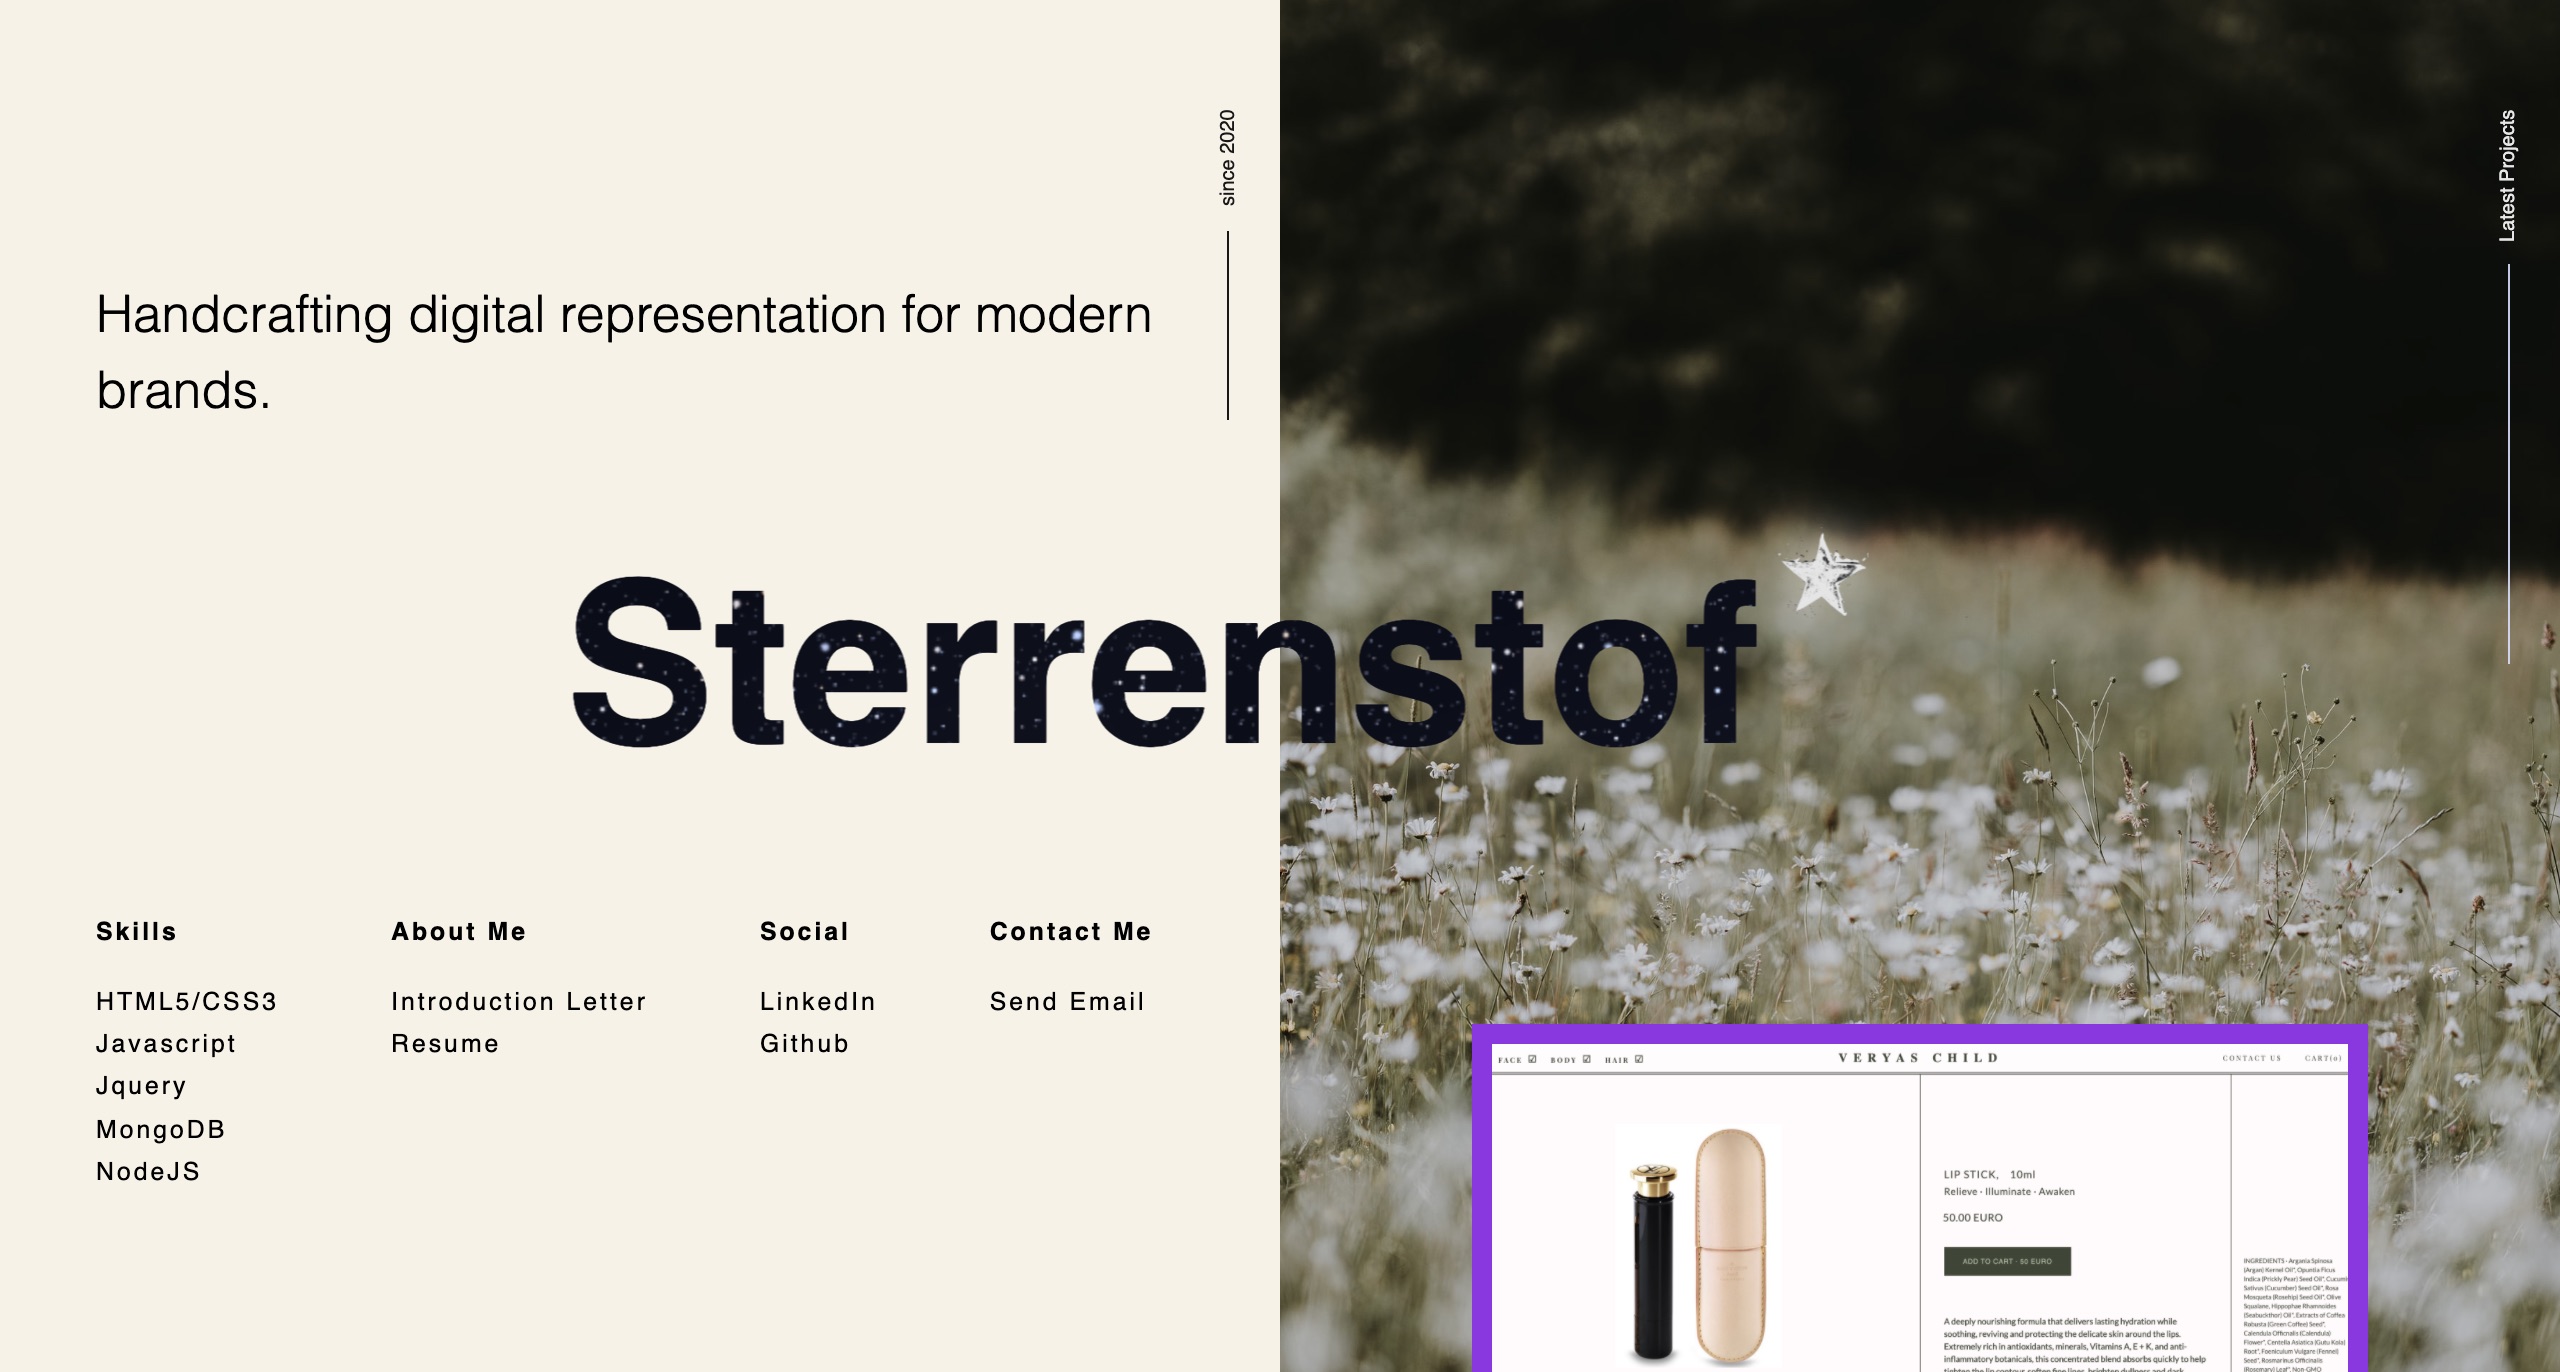 since 2020
Latest Projects
Handcrafting digital representation for modern
brands.
Sterrenstof
Skills
HTML5/CSS3
Javascript
Jquery
MongoDB
NodeJS
About Me
Introduction Letter
Resume
Social
LinkedIn
Github
Contact Me
Send Email
FACE BODY HAIR
VERYAS CHILD
CONTACT US CART(0)
LIP STICK, 10ml
Relieve · Illuminate · Awaken
50.00 EURO
ADD TO CART · 50 EURO
A deeply nourishing formula that delivers lasting hydration while
soothing, reviving and protecting the delicate skin around the lips.
Extremely rich in antioxidants, minerals, Vitamins A, E + K, and anti-
inflammatory botanicals, this concentrated blend absorbs quickly to help
INGREDIENTS · Argania Spinosa
(Argan) Kernel Oil*, Opuntia Ficus
Indica (Prickly Pear) Seed Oil*,
Sativus (Cucumber) Seed Oil*, Rosa
Mosqueta (Rosehip) Seed Oil*, Olive
Squalane, Hippophae Rhamnoides
(Seabuckthor) Oil*, Extracts of Coffea
Robusta (Green Coffee) Seed*,
Calendula Officinalis (Calendula)
Flower*, Centella Asiatica (Gutu Kola)
Root*, Foeniculum Vulgare (Fennel)
Seed*, Rosmarinus Officinalis
(Rosemary) Leaf*, Non-GMO